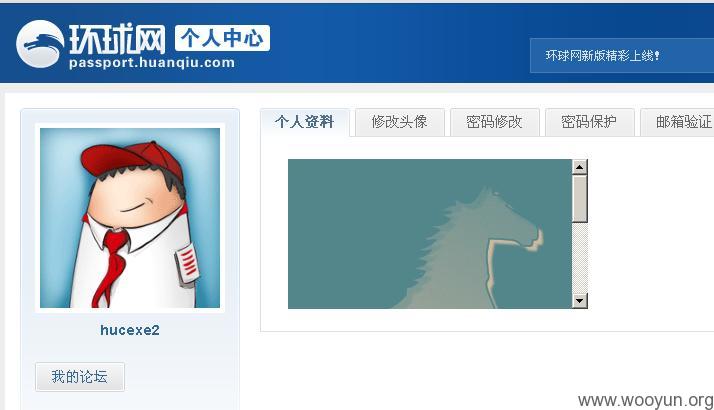 环球网 个人中心
passport.huanqiu.com
环球网新版精彩上线!
个人资料 修改头像 密码修改 密码保护 邮箱验证
hucexe2
我的论坛
www.wooyun.org